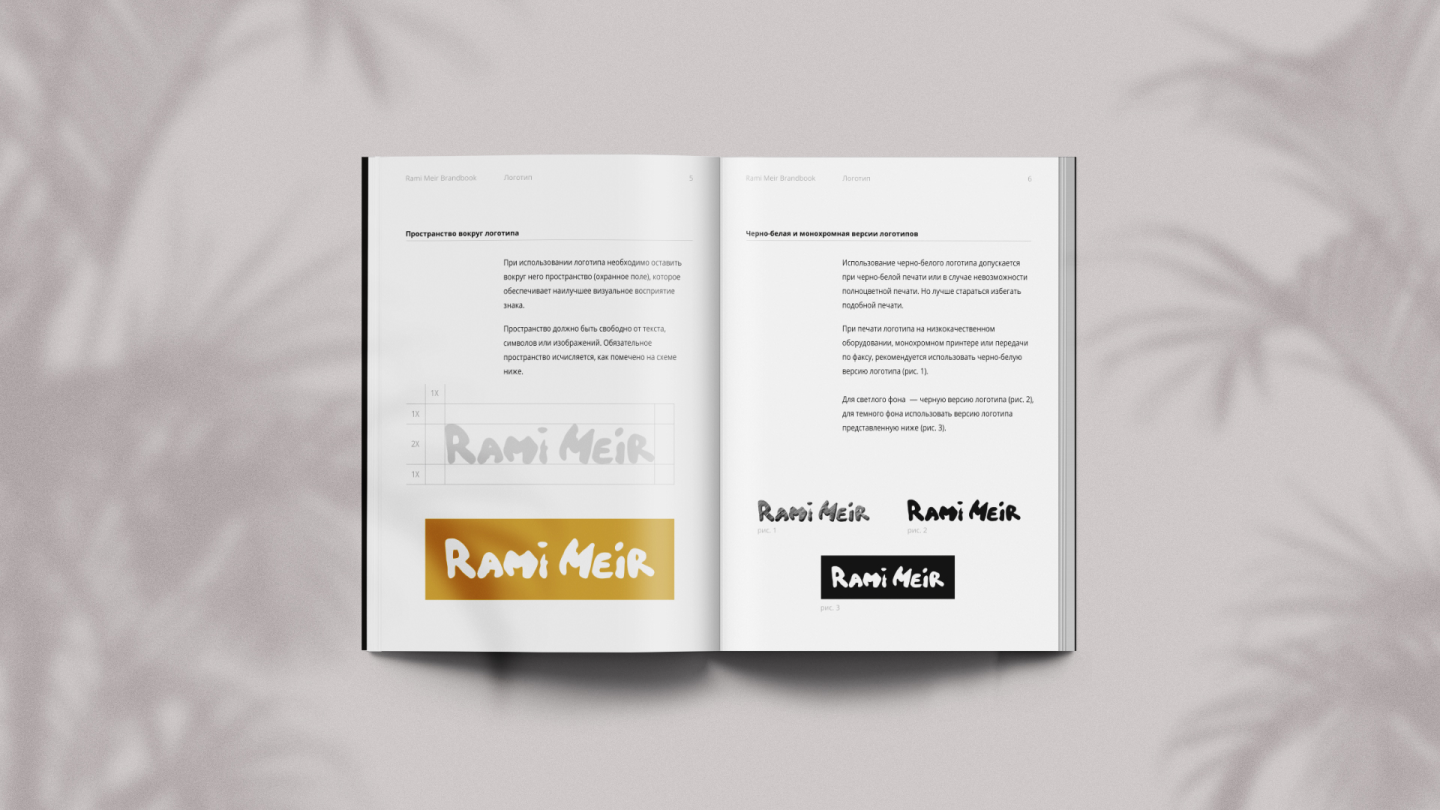 Rami Meir Brandbook Логотип 5
Пространство вокруг логотипа
При использовании логотипа необходимо оставить
вокруг него пространство (охранное поле), которое
обеспечивает наилучшее визуальное восприятие
знака.
Пространство должно быть свободно от текста,
символов или изображений. Обязательное
пространство исчисляется, как помечено на схеме
ниже.
1X
1X
2X
1X
RAMi MEiR
RAMi MEiR
Rami Meir Brandbook Логотип 6
Черно-белая и монохромная версии логотипов
Использование черно-белого логотипа допускается
при черно-белой печати или в случае невозможности
полноцветной печати. Но лучше стараться избегать
подобной печати.
При печати логотипа на низкокачественном
оборудовании, монохромном принтере или передачи
по факсу, рекомендуется использовать черно-белую
версию логотипа (рис. 1).
Для светлого фона — черную версию логотипа (рис. 2),
для темного фона использовать версию логотипа
представленную ниже (рис. 3).
RAMi MEiR
рис. 1
RAMi MEiR
рис. 2
RAMi MEiR
рис. 3